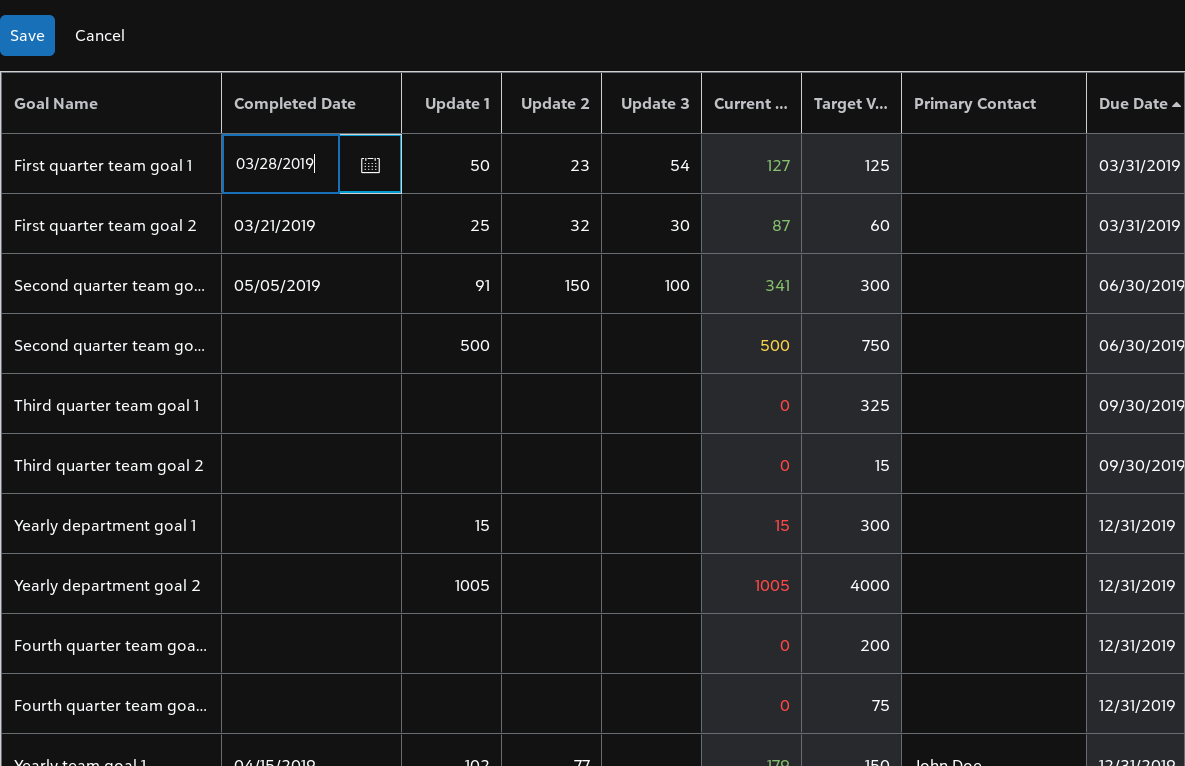 Save Cancel
Goal Name Completed Date Update 1 Update 2 Update 3 Current ... Target V... Primary Contact Due Date
First quarter team goal 1 03/28/2019 50 23 54 127 125 03/31/2019
First quarter team goal 2 03/21/2019 25 32 30 87 60 03/31/2019
Second quarter team go... 05/05/2019 91 150 100 341 300 06/30/2019
Second quarter team go... 500 500 750 06/30/2019
Third quarter team goal 1 0 325 09/30/2019
Third quarter team goal 2 0 15 09/30/2019
Yearly department goal 1 15 15 300 12/31/2019
Yearly department goal 2 1005 1005 4000 12/31/2019
Fourth quarter team goa... 0 200 12/31/2019
Fourth quarter team goa... 0 75 12/31/2019
Yearly team goal 1 04/15/2019 102 77 179 150 John Doe 12/31/2019